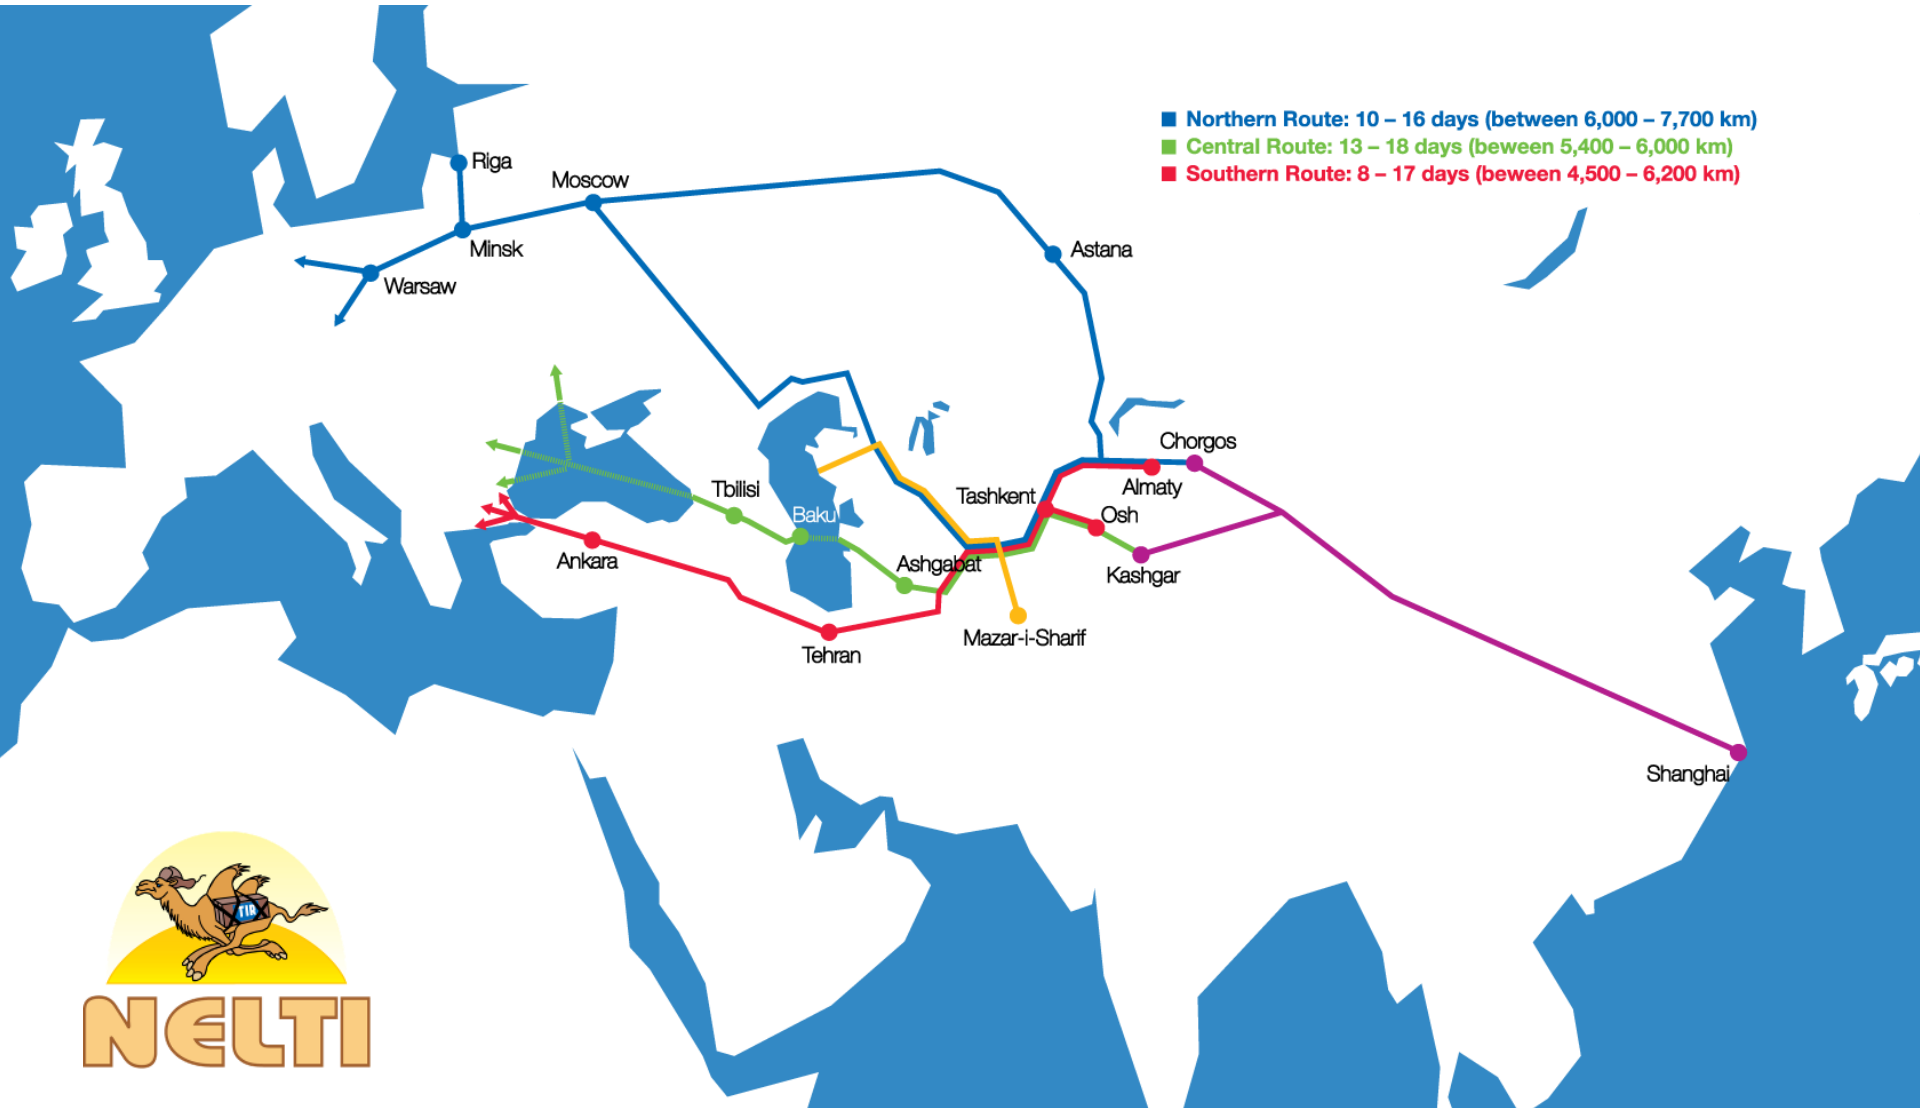 Northern Route: 10 – 16 days (between 6,000 – 7,700 km)
Central Route: 13 – 18 days (beween 5,400 – 6,000 km)
Southern Route: 8 – 17 days (beween 4,500 – 6,200 km)
Riga
Moscow
Minsk
Astana
Warsaw
Chorgos
Tbilisi
Tashkent
Almaty
Baku
Osh
Ankara
Ashgabat
Kashgar
Mazar-i-Sharif
Tehran
Shanghai
TIR
NELTI